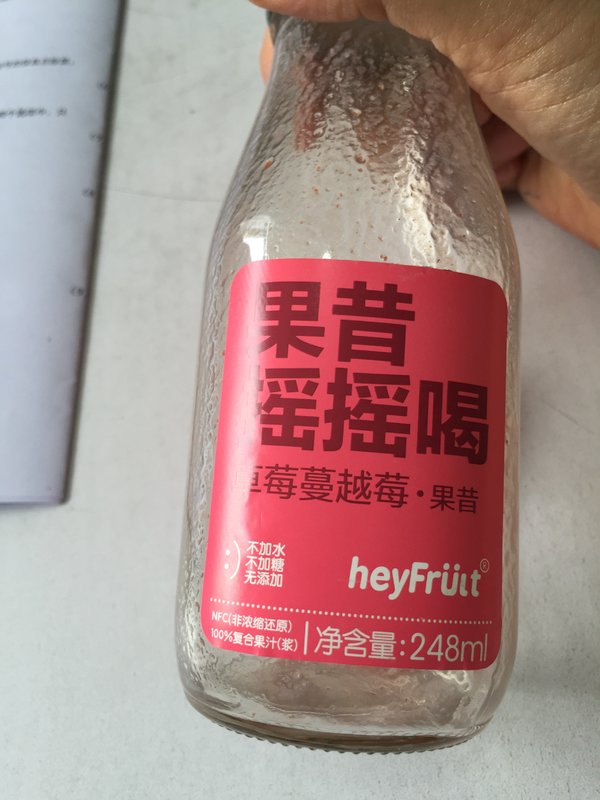 果昔
摇摇喝
草莓蔓越莓·果昔
:)
不加水
不加糖
无添加
heyFrüit®
NFC(非浓缩还原)
100%复合果汁(浆)
净含量:248ml